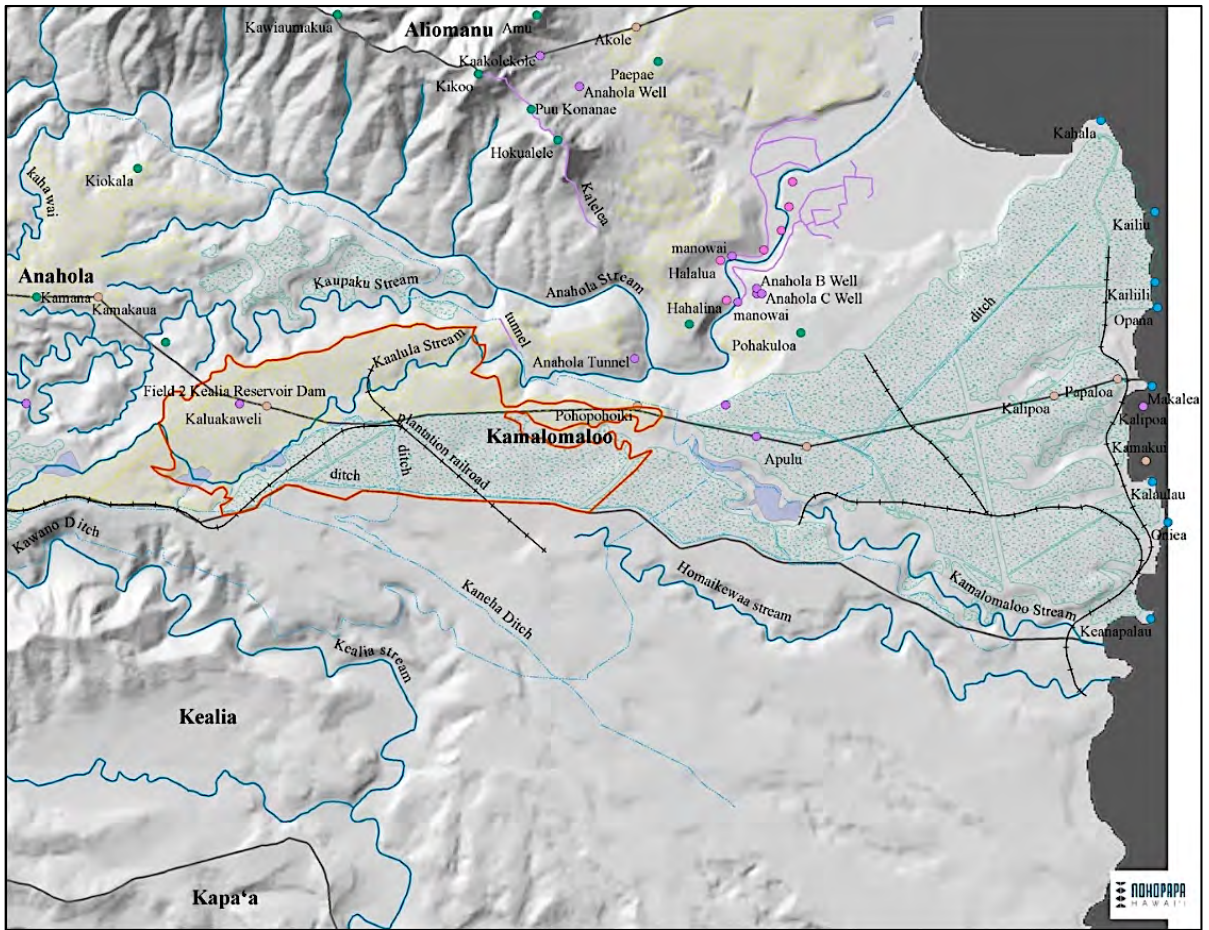 Kawiaumakua
Aliomanu
Amu
Akole
Kaakolekole
Kikoo
Paepae
Anahola Well
Puu Konanae
Kahala
Hokualele
kahawai
Kiokala
Kalelea
Kailiu
manowai
Halalua
Anahola
Kaupaku Stream
Anahola Stream
Kamana
Kamakaua
Anahola B Well
Anahola C Well
Hahalina
manowai
Kailiili
Opana
ditch
tunnel
Kaalula Stream
Pohakuloa
Anahola Tunnel
Field 2 Kealia Reservoir Dam
Kaluakaweli
Pohopohoiki
Papaloa
Makalea
Kalipoa
Kalipoa
plantation railroad
Kamalomaloo
Kamakui
Apulu
ditch
ditch
Kalaulau
Kawano Ditch
Homaikewaa stream
Kamalomaloo Stream
Kancha Ditch
Keanapalau
Kealia stream
Kealia
Kapa‘a
NOHOPAPA
HAWAI‘I